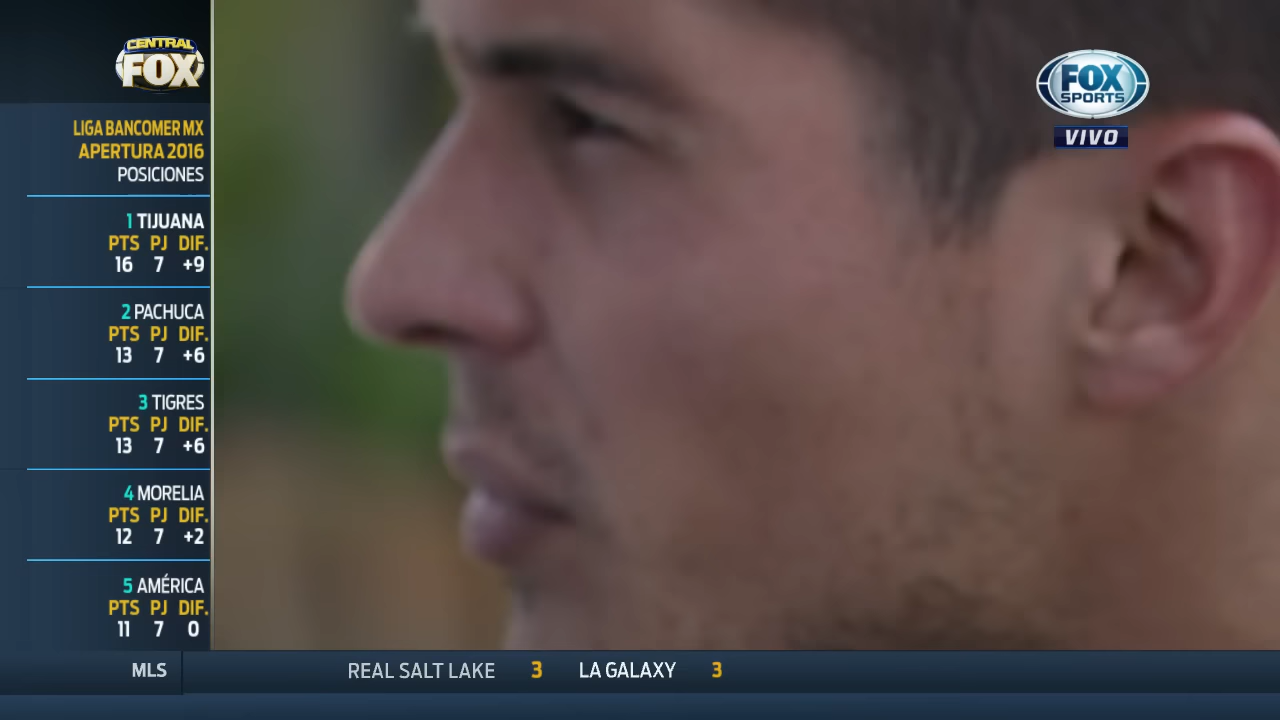 CENTRAL
FOX
LIGA BANCOMER MX
APERTURA 2016
POSICIONES
1 TIJUANA
PTS PJ DIF.
16 7 +9
2 PACHUCA
PTS PJ DIF.
13 7 +6
3 TIGRES
PTS PJ DIF.
13 7 +6
4 MORELIA
PTS PJ DIF.
12 7 +2
5 AMÉRICA
PTS PJ DIF.
11 7 0
FOX
SPORTS
VIVO
MLS REAL SALT LAKE 3 LA GALAXY 3